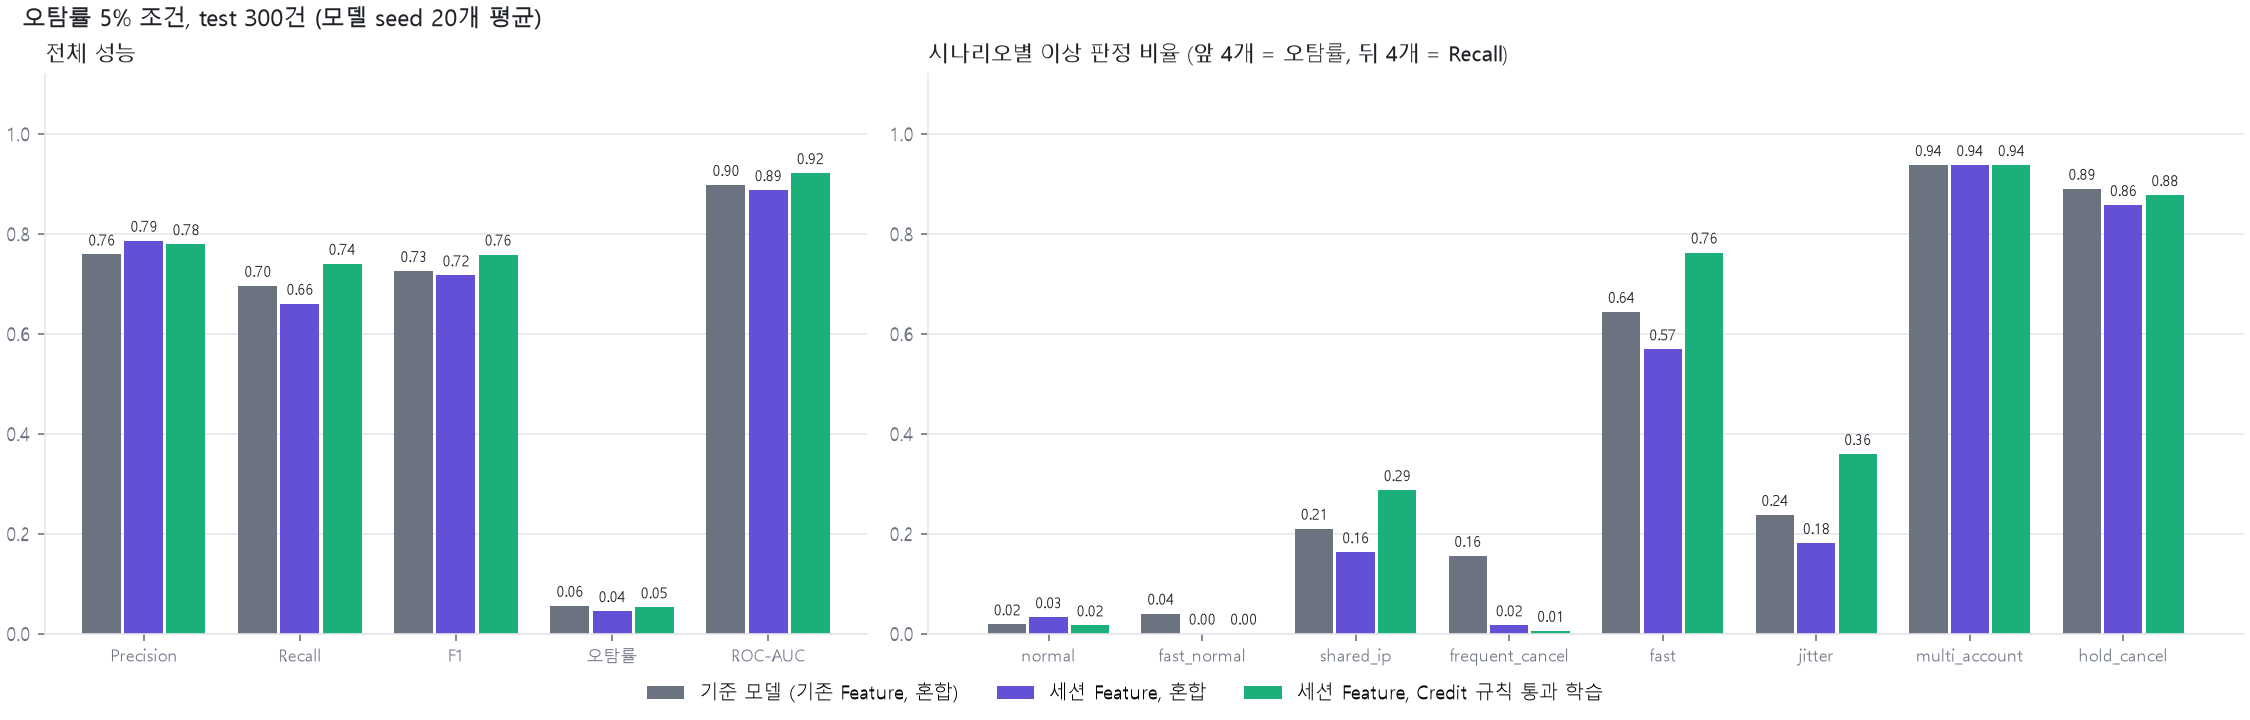 오탐률 5% 조건, test 300건 (모델 seed 20개 평균)
전체 성능
시나리오별 이상 판정 비율 (앞 4개 = 오탐률, 뒤 4개 = Recall)
1.0
0.8
0.6
0.4
0.2
0.0
0.76 0.79 0.78
0.70 0.66 0.74
0.73 0.72 0.76
0.06 0.04 0.05
0.90 0.89 0.92
Precision Recall F1 오탐률 ROC-AUC
1.0
0.8
0.6
0.4
0.2
0.0
0.02 0.03 0.02
0.04 0.00 0.00
0.21 0.16 0.29
0.16 0.02 0.01
0.64 0.57 0.76
0.24 0.18 0.36
0.94 0.94 0.94
0.89 0.86 0.88
normal fast_normal shared_ip frequent_cancel fast jitter multi_account hold_cancel
기준 모델 (기존 Feature, 혼합) 세션 Feature, 혼합 세션 Feature, Credit 규칙 통과 학습